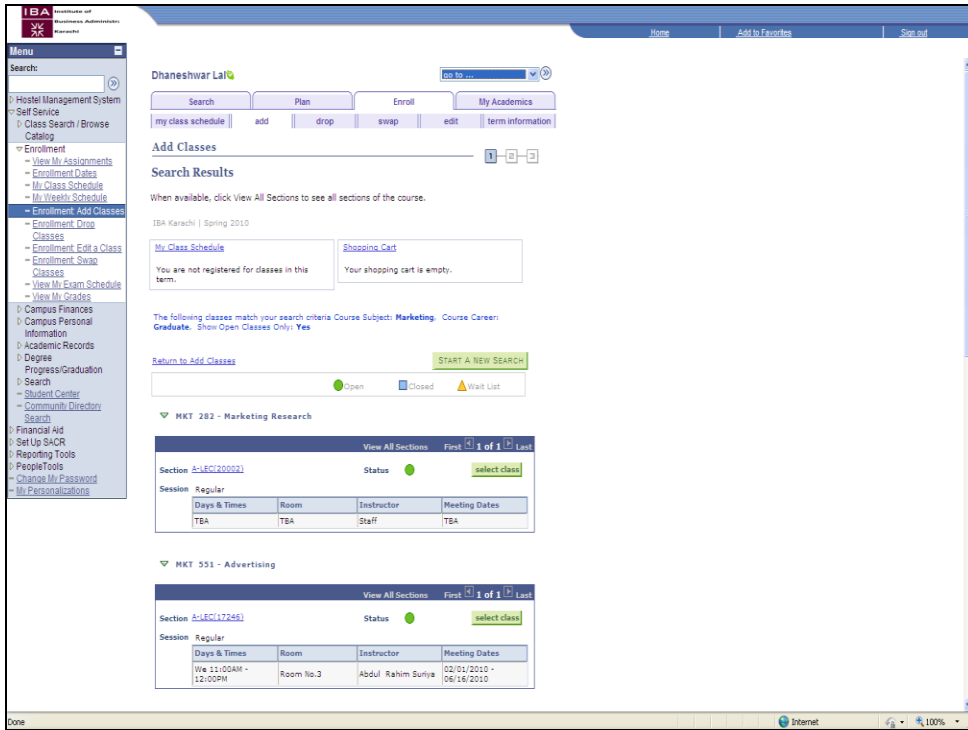 IBA Institute of
Business Administri
Karachi
Home Add to Favorites Sign out
Menu
Search:
Hostel Management System
Self Service
Class Search / Browse
Catalog
Enrollment
View My Assignments
Enrollment Dates
My Class Schedule
My Weekly Schedule
Enrollment: Add Classes
Enrollment: Drop
Classes
Enrollment: Edit a Class
Enrollment: Swap
Classes
View My Exam Schedule
View My Grades
Campus Finances
Campus Personal
Information
Academic Records
Degree
Progress/Graduation
Search
Student Center
Community Directory
Search
Financial Aid
Set Up SACR
Reporting Tools
PeopleTools
Change My Password
My Personalizations
Dhaneshwar Lal
go to ...
Search Plan Enroll My Academics
my class schedule add drop swap edit term information
Add Classes
1 2 3
Search Results
When available, click View All Sections to see all sections of the course.
IBA Karachi | Spring 2010
My Class Schedule Shopping Cart
You are not registered for classes in this Your shopping cart is empty.
term.
The following classes match your search criteria Course Subject: Marketing, Course Career:
Graduate, Show Open Classes Only: Yes
Return to Add Classes START A NEW SEARCH
Open Closed Wait List
MKT 282 - Marketing Research
View All Sections First 1 of 1 Last
Section A-LEC(20002) Status select class
Session Regular
Days & Times Room Instructor Meeting Dates
TBA TBA Staff TBA
MKT 551 - Advertising
View All Sections First 1 of 1 Last
Section A-LEC(17246) Status select class
Session Regular
Days & Times Room Instructor Meeting Dates
We 11:00AM - Room No.3 Abdul Rahim Suriya 02/01/2010 -
12:00PM 06/16/2010
Done Internet 100%